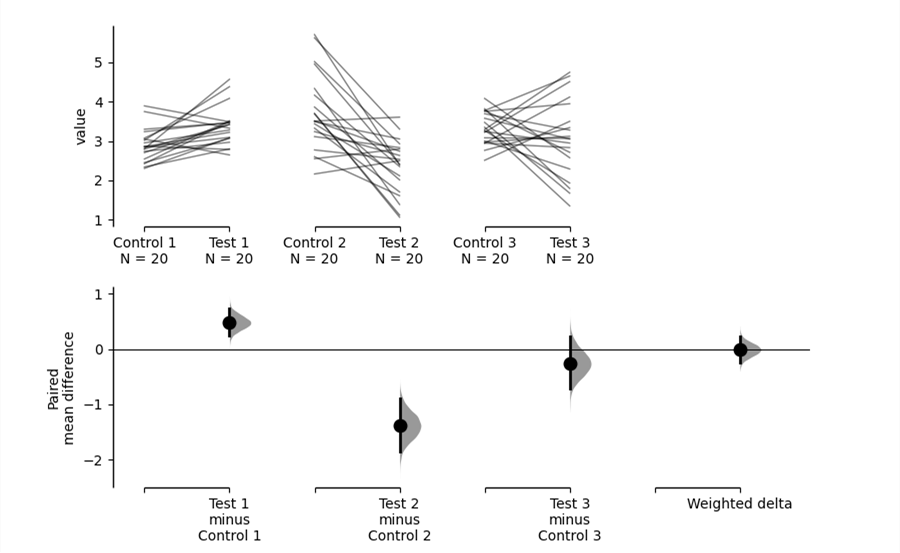 5
4
3
2
1
value
Control 1
N = 20
Test 1
N = 20
Control 2
N = 20
Test 2
N = 20
Control 3
N = 20
Test 3
N = 20
1
0
−1
−2
Paired
mean difference
Test 1
minus
Control 1
Test 2
minus
Control 2
Test 3
minus
Control 3
Weighted delta